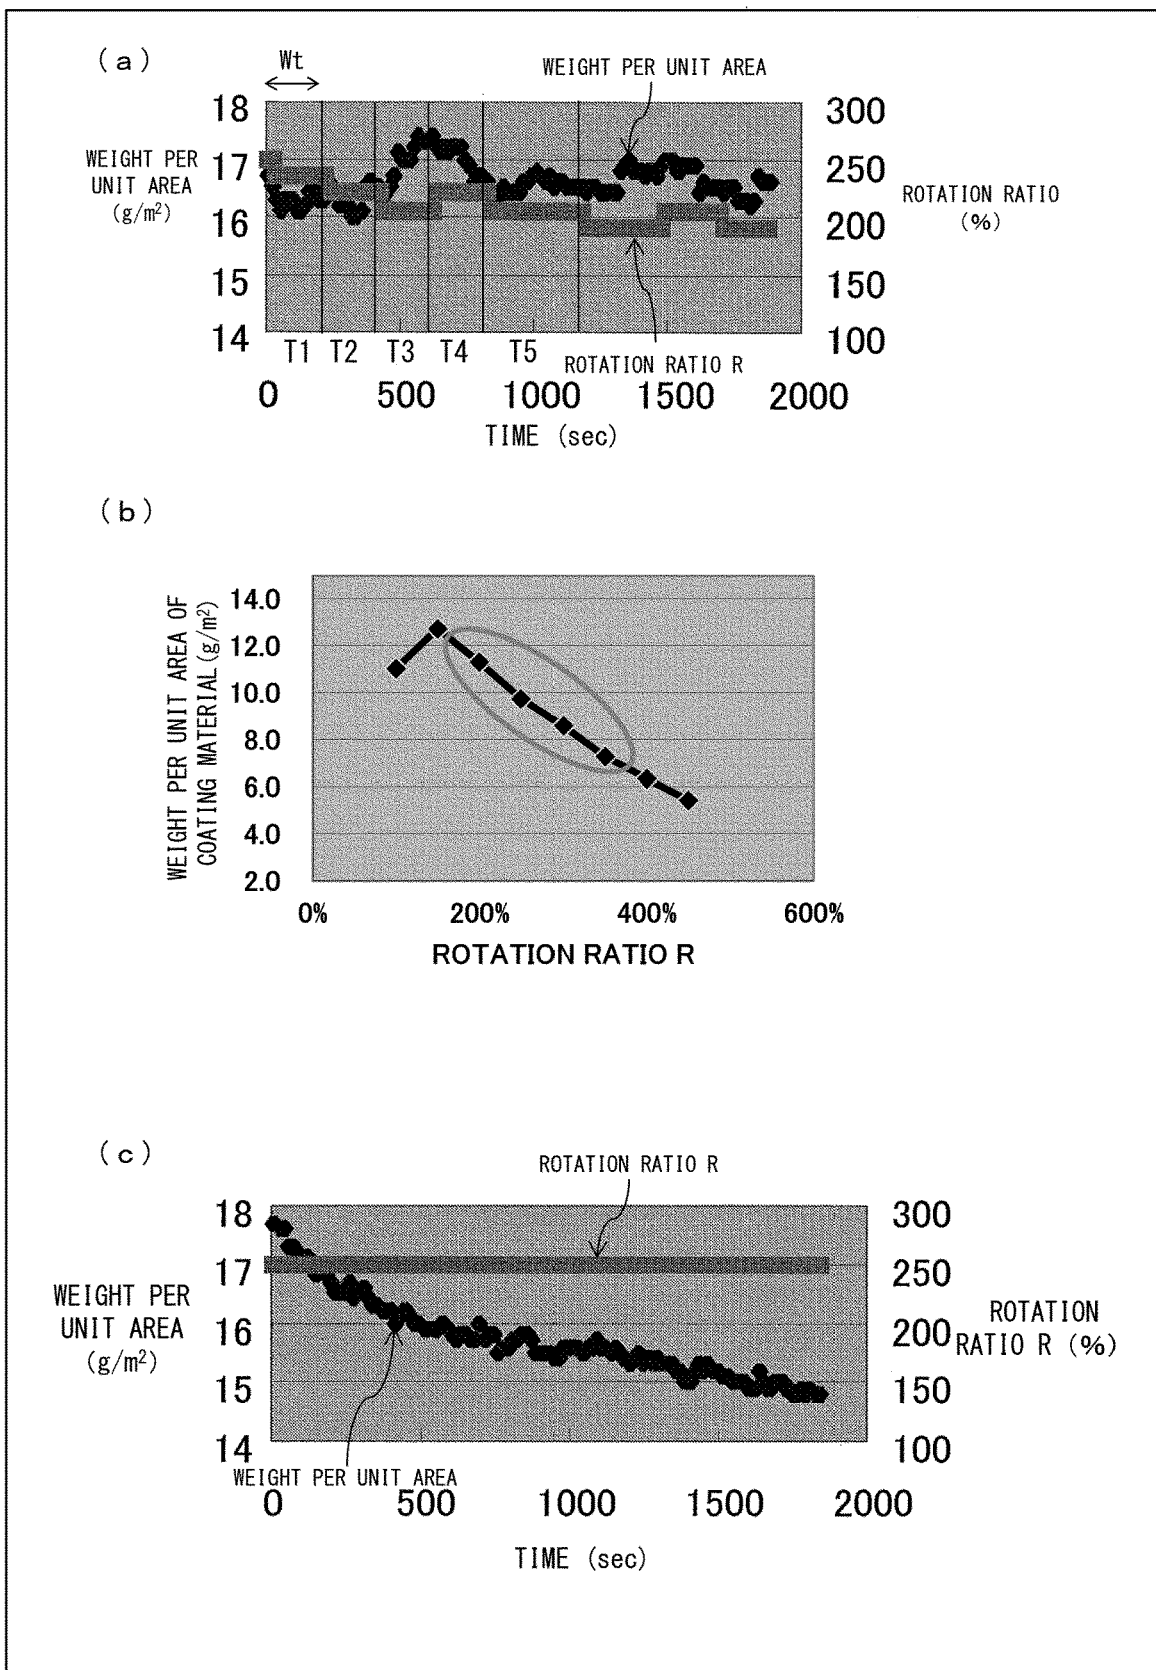 (a)
Wt
WEIGHT PER UNIT AREA
18
17
16
15
14
WEIGHT PER
UNIT AREA
(g/m²)
300
250
200
150
100
ROTATION RATIO
(%)
T1 T2 T3 T4 T5
ROTATION RATIO R
0 500 1000 1500 2000
TIME (sec)
(b)
WEIGHT PER UNIT AREA OF
COATING MATERIAL (g/m²)
14.0
12.0
10.0
8.0
6.0
4.0
2.0
0% 200% 400% 600%
ROTATION RATIO R
(c)
ROTATION RATIO R
18
17
16
15
14
WEIGHT PER
UNIT AREA
(g/m²)
300
250
200
150
100
ROTATION
RATIO R (%)
WEIGHT PER UNIT AREA
0 500 1000 1500 2000
TIME (sec)